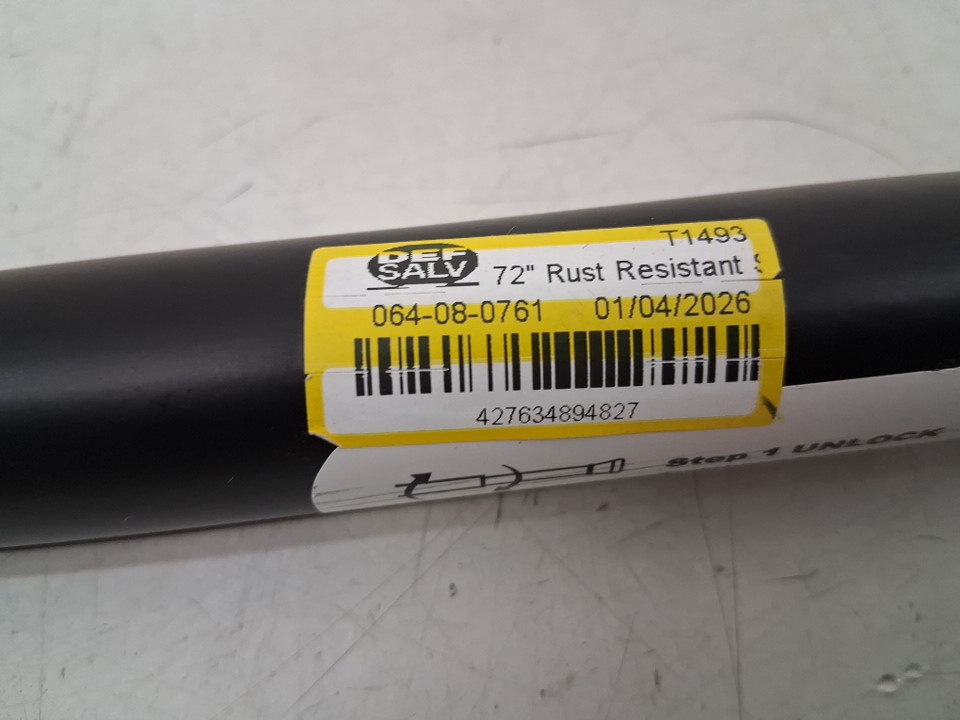 T1493
DEF
SALV
72" Rust Resistant
064-08-0761 01/04/2026
427634894827
Step 1 UNLOCK